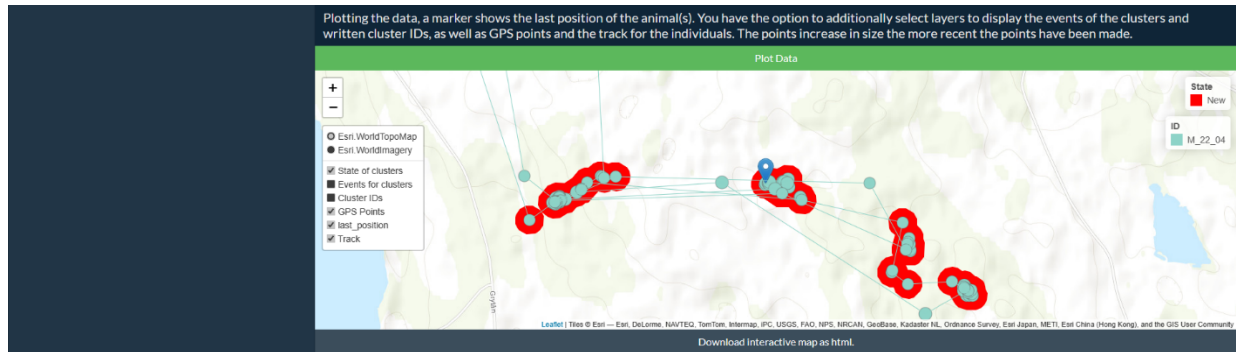 Plotting the data, a marker shows the last position of the animal(s). You have the option to additionally select layers to display the events of the clusters and
written cluster IDs, as well as GPS points and the track for the individuals. The points increase in size the more recent the points have been made.
Plot Data
+
−
Esri.WorldTopoMap
Esri.WorldImagery
State of clusters
Events for clusters
Cluster IDs
GPS Points
last_position
Track
State
New
ID
M_22_04
Leaflet | Tiles © Esri — Esri, DeLorme, NAVTEQ, TomTom, Intermap, iPC, USGS, FAO, NPS, NRCAN, GeoBase, Kadaster NL, Ordnance Survey, Esri Japan, METI, Esri China (Hong Kong), and the GIS User Community
Download interactive map as html.